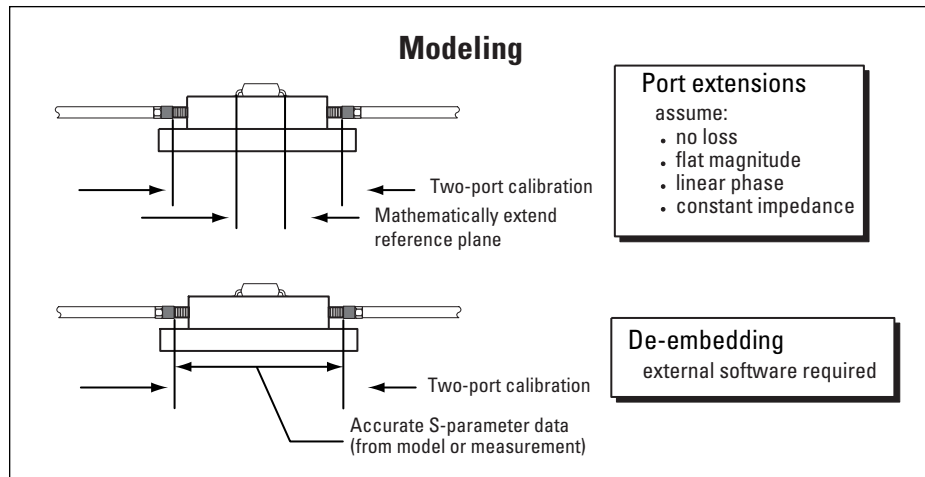 Modeling
Port extensions
assume:
• no loss
• flat magnitude
• linear phase
• constant impedance
Two-port calibration
Mathematically extend
reference plane
De-embedding
external software required
Two-port calibration
Accurate S-parameter data
(from model or measurement)